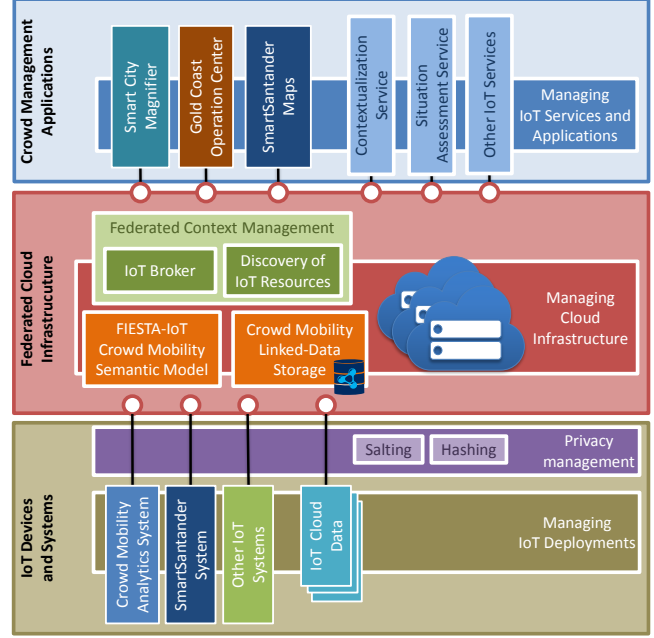 Crowd Management
Applications
Smart City
Magnifier
Gold Coast
Operation Center
SmartSantander
Maps
Contextualization
Service
Situation
Assessment Service
Other IoT Services
Managing
IoT Services and
Applications
Federated Cloud
Infrastrucuture
Federated Context Management
IoT Broker
Discovery of
IoT Resources
FIESTA-IoT
Crowd Mobility
Semantic Model
Crowd Mobility
Linked-Data
Storage
Managing
Cloud
Infrastructure
IoT Devices
and Systems
Salting
Hashing
Privacy
management
Crowd Mobility
Analytics System
SmartSantander
System
Other IoT
Systems
IoT Cloud
Data
Managing
IoT Deployments